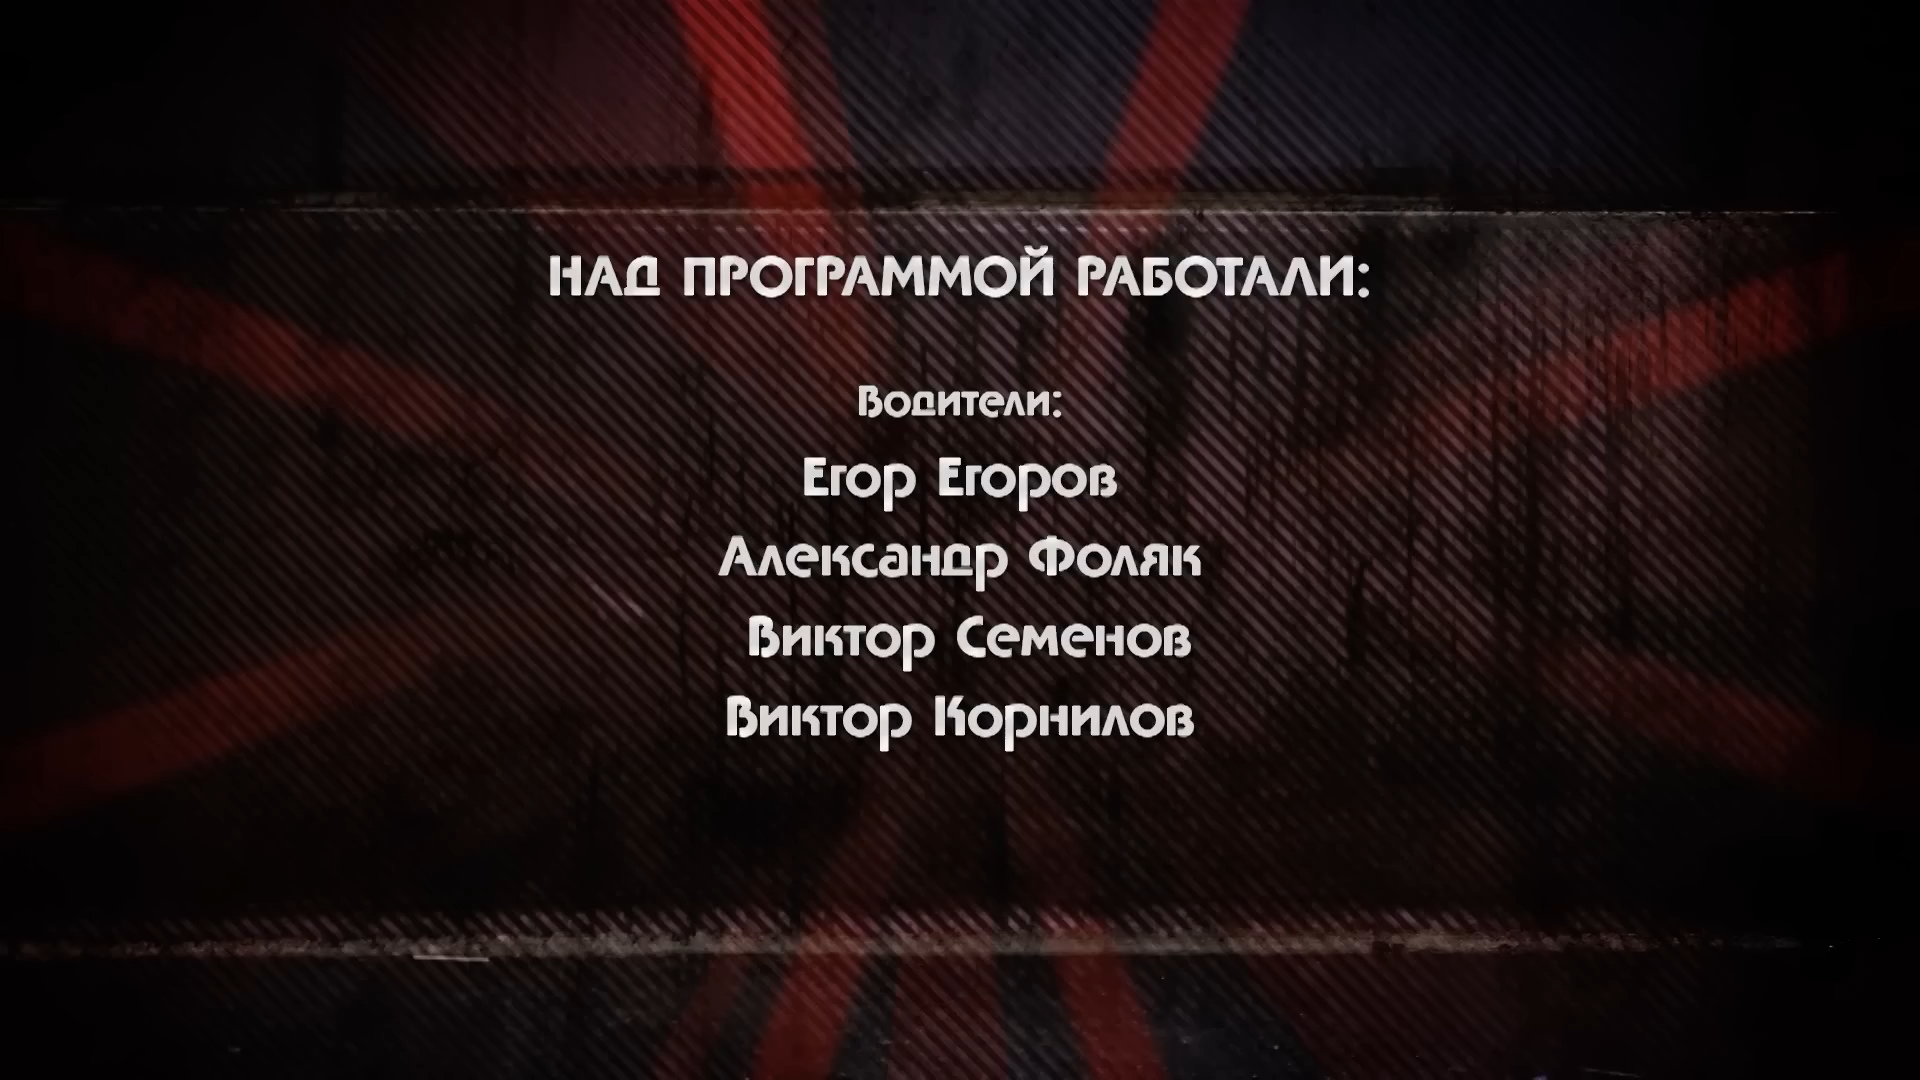 НАД ПРОГРАММОЙ РАБОТАЛИ:
Водители:
Егор Егоров
Александр Фоляк
Виктор Семенов
Виктор Корнилов